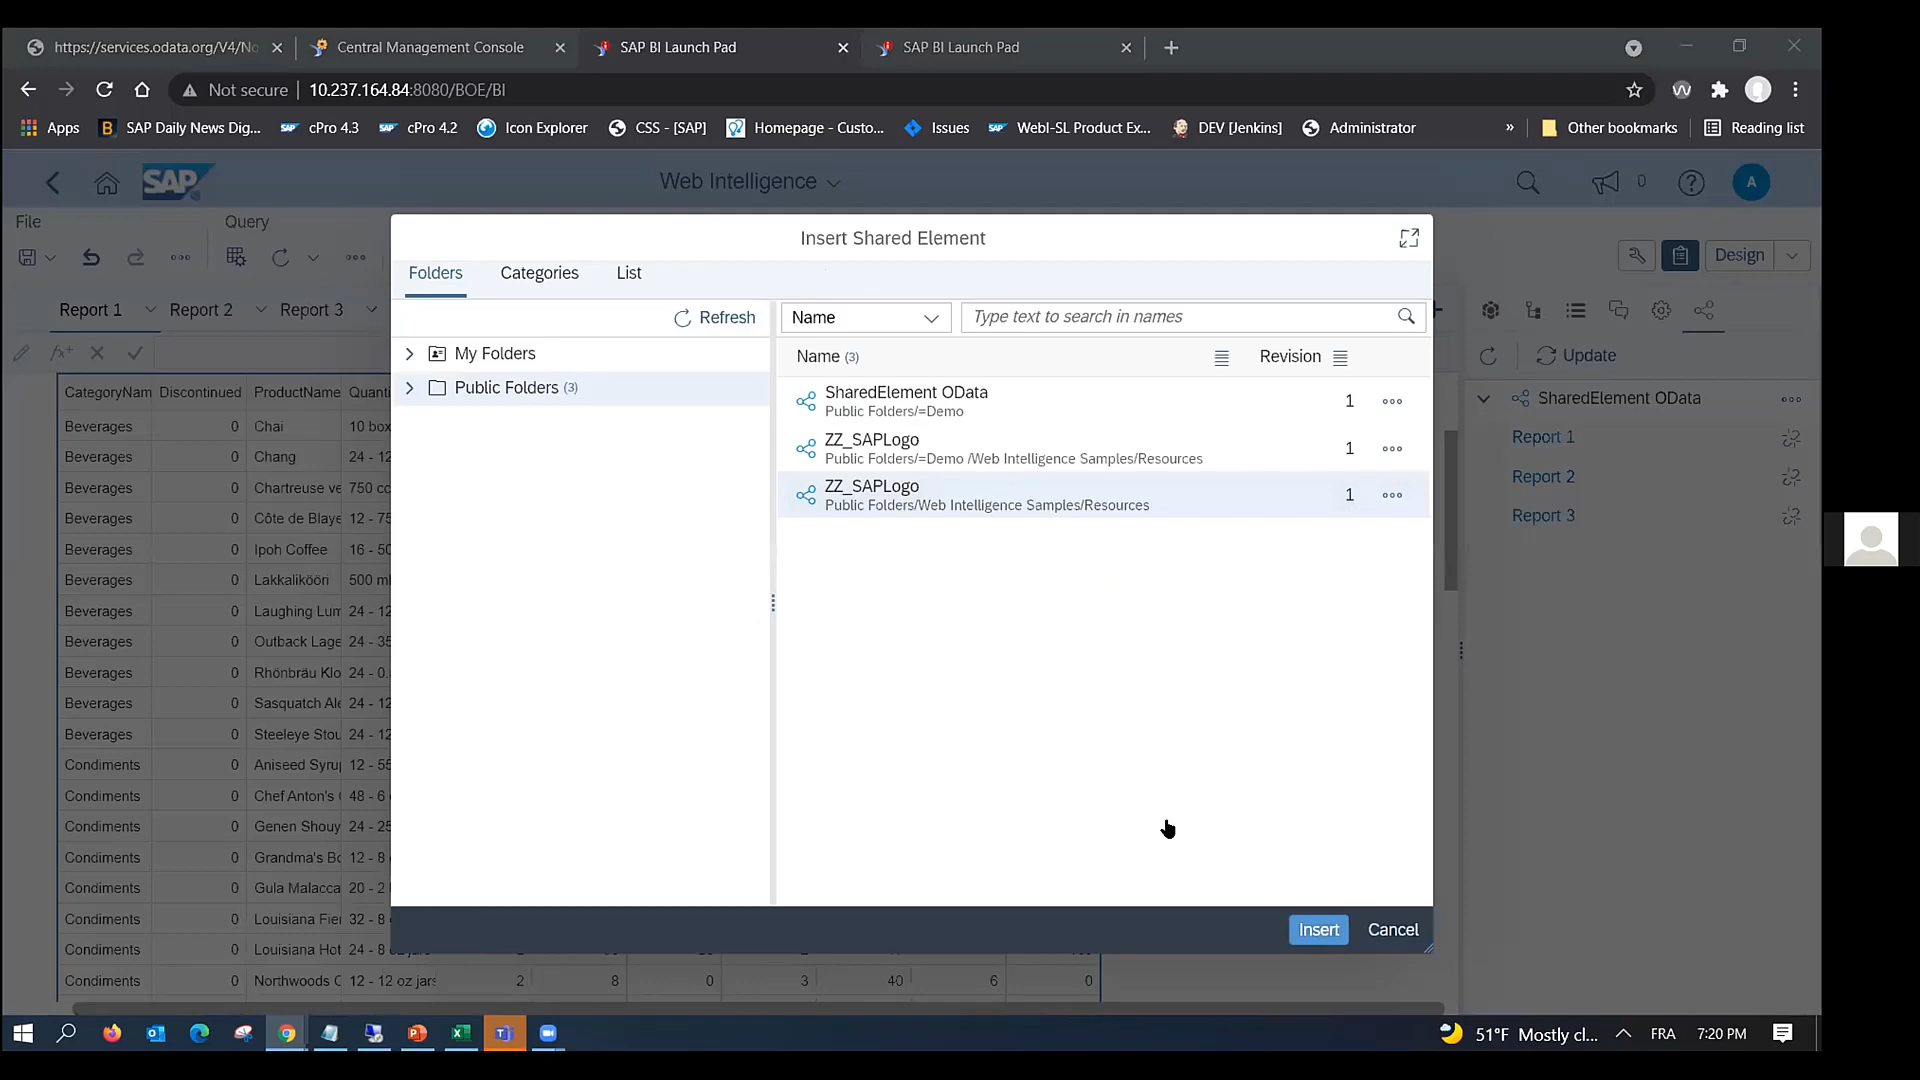 https://services.odata.org/V4/No
Central Management Console
SAP BI Launch Pad
SAP BI Launch Pad
Not secure
10.237.164.84:8080/BOE/BI
Apps
SAP Daily News Dig...
cPro 4.3
cPro 4.2
Icon Explorer
CSS - [SAP]
Homepage - Custo...
Issues
WebI-SL Product Ex...
DEV [Jenkins]
Administrator
»
Other bookmarks
Reading list
SAP
Web Intelligence
0
A
File
Query
Design
Report 1
Report 2
Report 3
Insert Shared Element
Folders
Categories
List
Refresh
My Folders
Public Folders (3)
Name
Type text to search in names
Name (3)
Revision
SharedElement OData
Public Folders/=Demo
1
ZZ_SAPLogo
Public Folders/=Demo /Web Intelligence Samples/Resources
1
ZZ_SAPLogo
Public Folders/Web Intelligence Samples/Resources
1
Insert
Cancel
Update
SharedElement OData
Report 1
Report 2
Report 3
CategoryNam Discontinued ProductName Quanti
Beverages 0 Chai 10 box
Beverages 0 Chang 24 - 12
Beverages 0 Chartreuse ve 750 cc
Beverages 0 Côte de Blaye 12 - 75
Beverages 0 Ipoh Coffee 16 - 50
Beverages 0 Lakkalikööri 500 ml
Beverages 0 Laughing Lum 24 - 12
Beverages 0 Outback Lage 24 - 35
Beverages 0 Rhönbräu Klo 24 - 0.
Beverages 0 Sasquatch Ale 24 - 12
Beverages 0 Steeleye Stou 24 - 12
Condiments 0 Aniseed Syrup 12 - 55
Condiments 0 Chef Anton's 48 - 6
Condiments 0 Genen Shouy 24 - 25
Condiments 0 Grandma's Bo 12 - 8
Condiments 0 Gula Malacca 20 - 2
Condiments 0 Louisiana Fier 32 - 8
Condiments 0 Louisiana Hot 24 - 8
Condiments 0 Northwoods C 12 - 12 oz jars 2 8 0 3 40 6 0
51°F Mostly cl...
FRA
7:20 PM